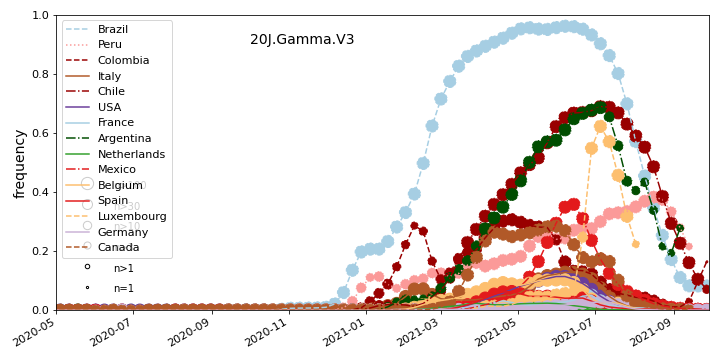 20J.Gamma.V3
frequency
1.0
0.8
0.6
0.4
0.2
0.0
Brazil
Peru
Colombia
Italy
Chile
USA
France
Argentina
Netherlands
Mexico
Belgium
Spain
Luxembourg
Germany
Canada
n>30
n>10
n>1
n=1
2020-05
2020-07
2020-09
2020-11
2021-01
2021-03
2021-05
2021-07
2021-09